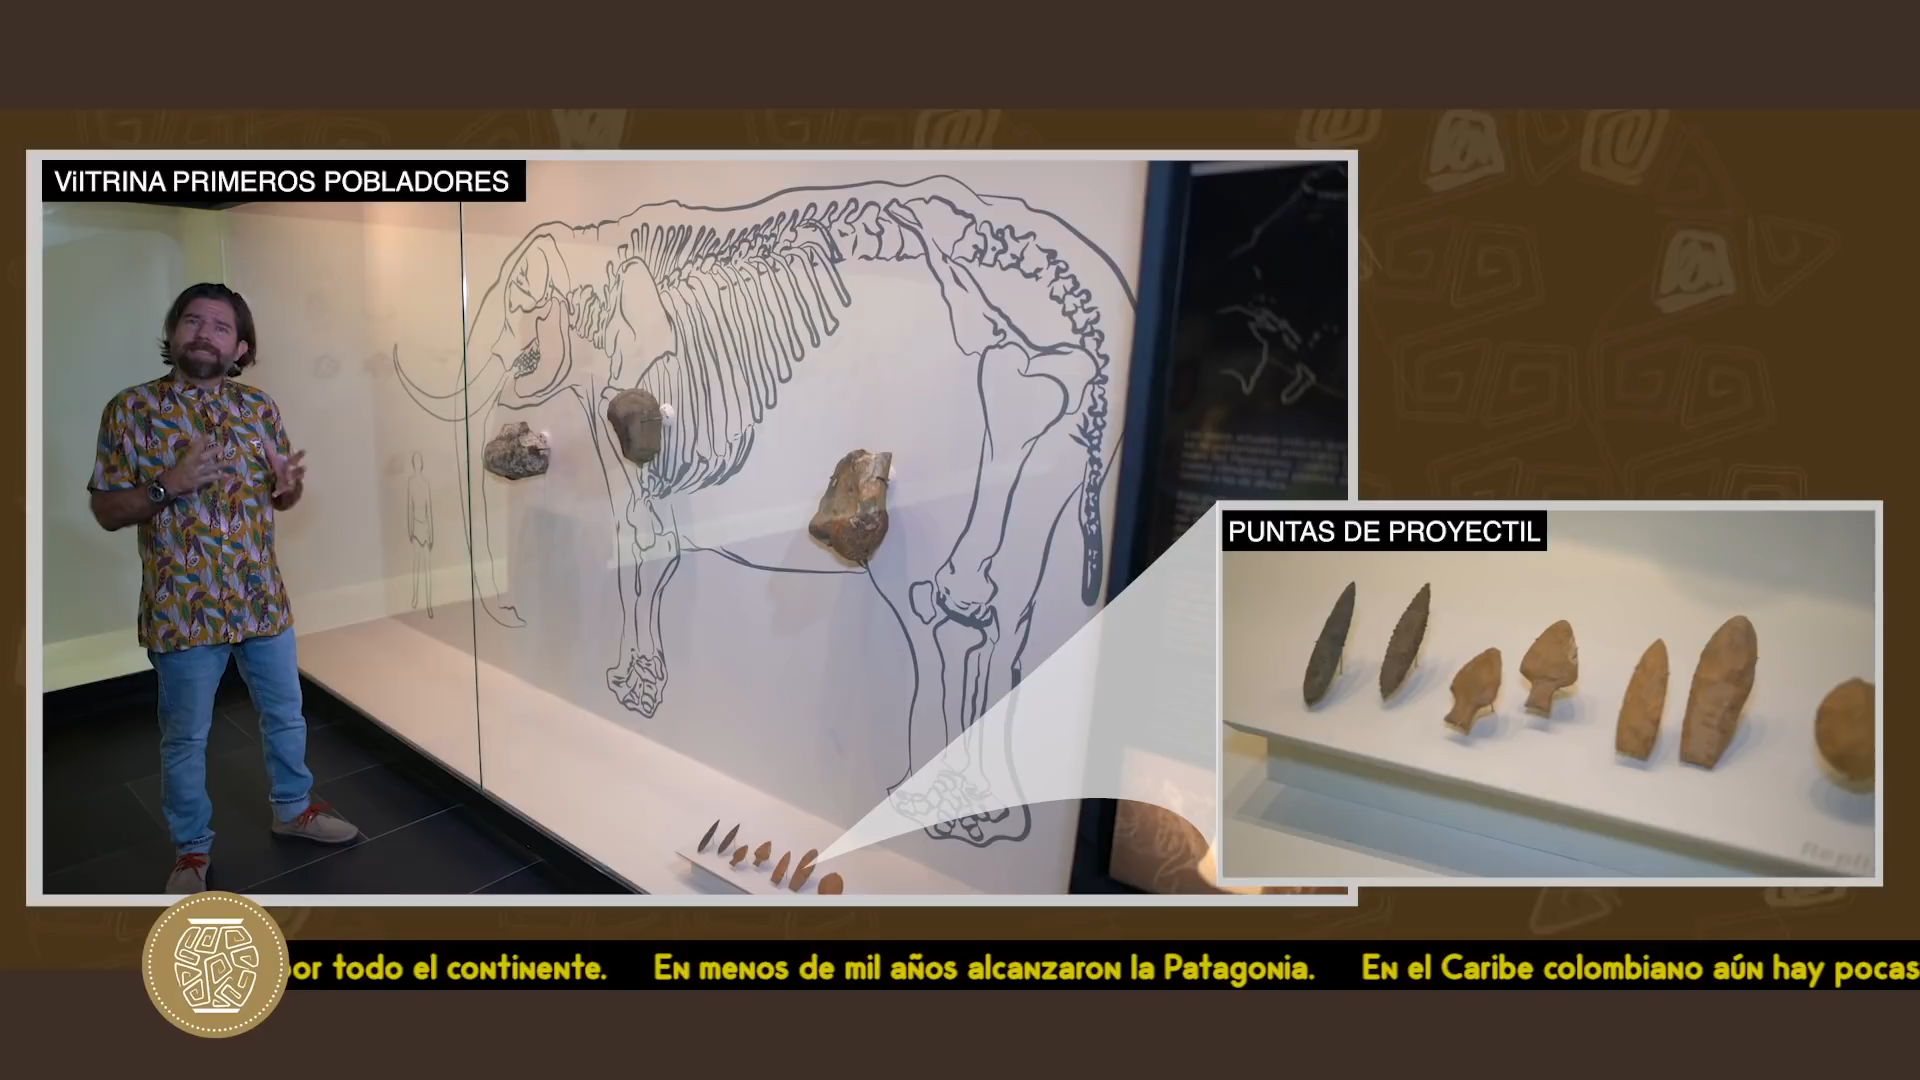 ViITRINA PRIMEROS POBLADORES
PUNTAS DE PROYECTIL
or todo el continente. En menos de mil años alcanzaron la Patagonia. En el Caribe colombiano aún hay pocas